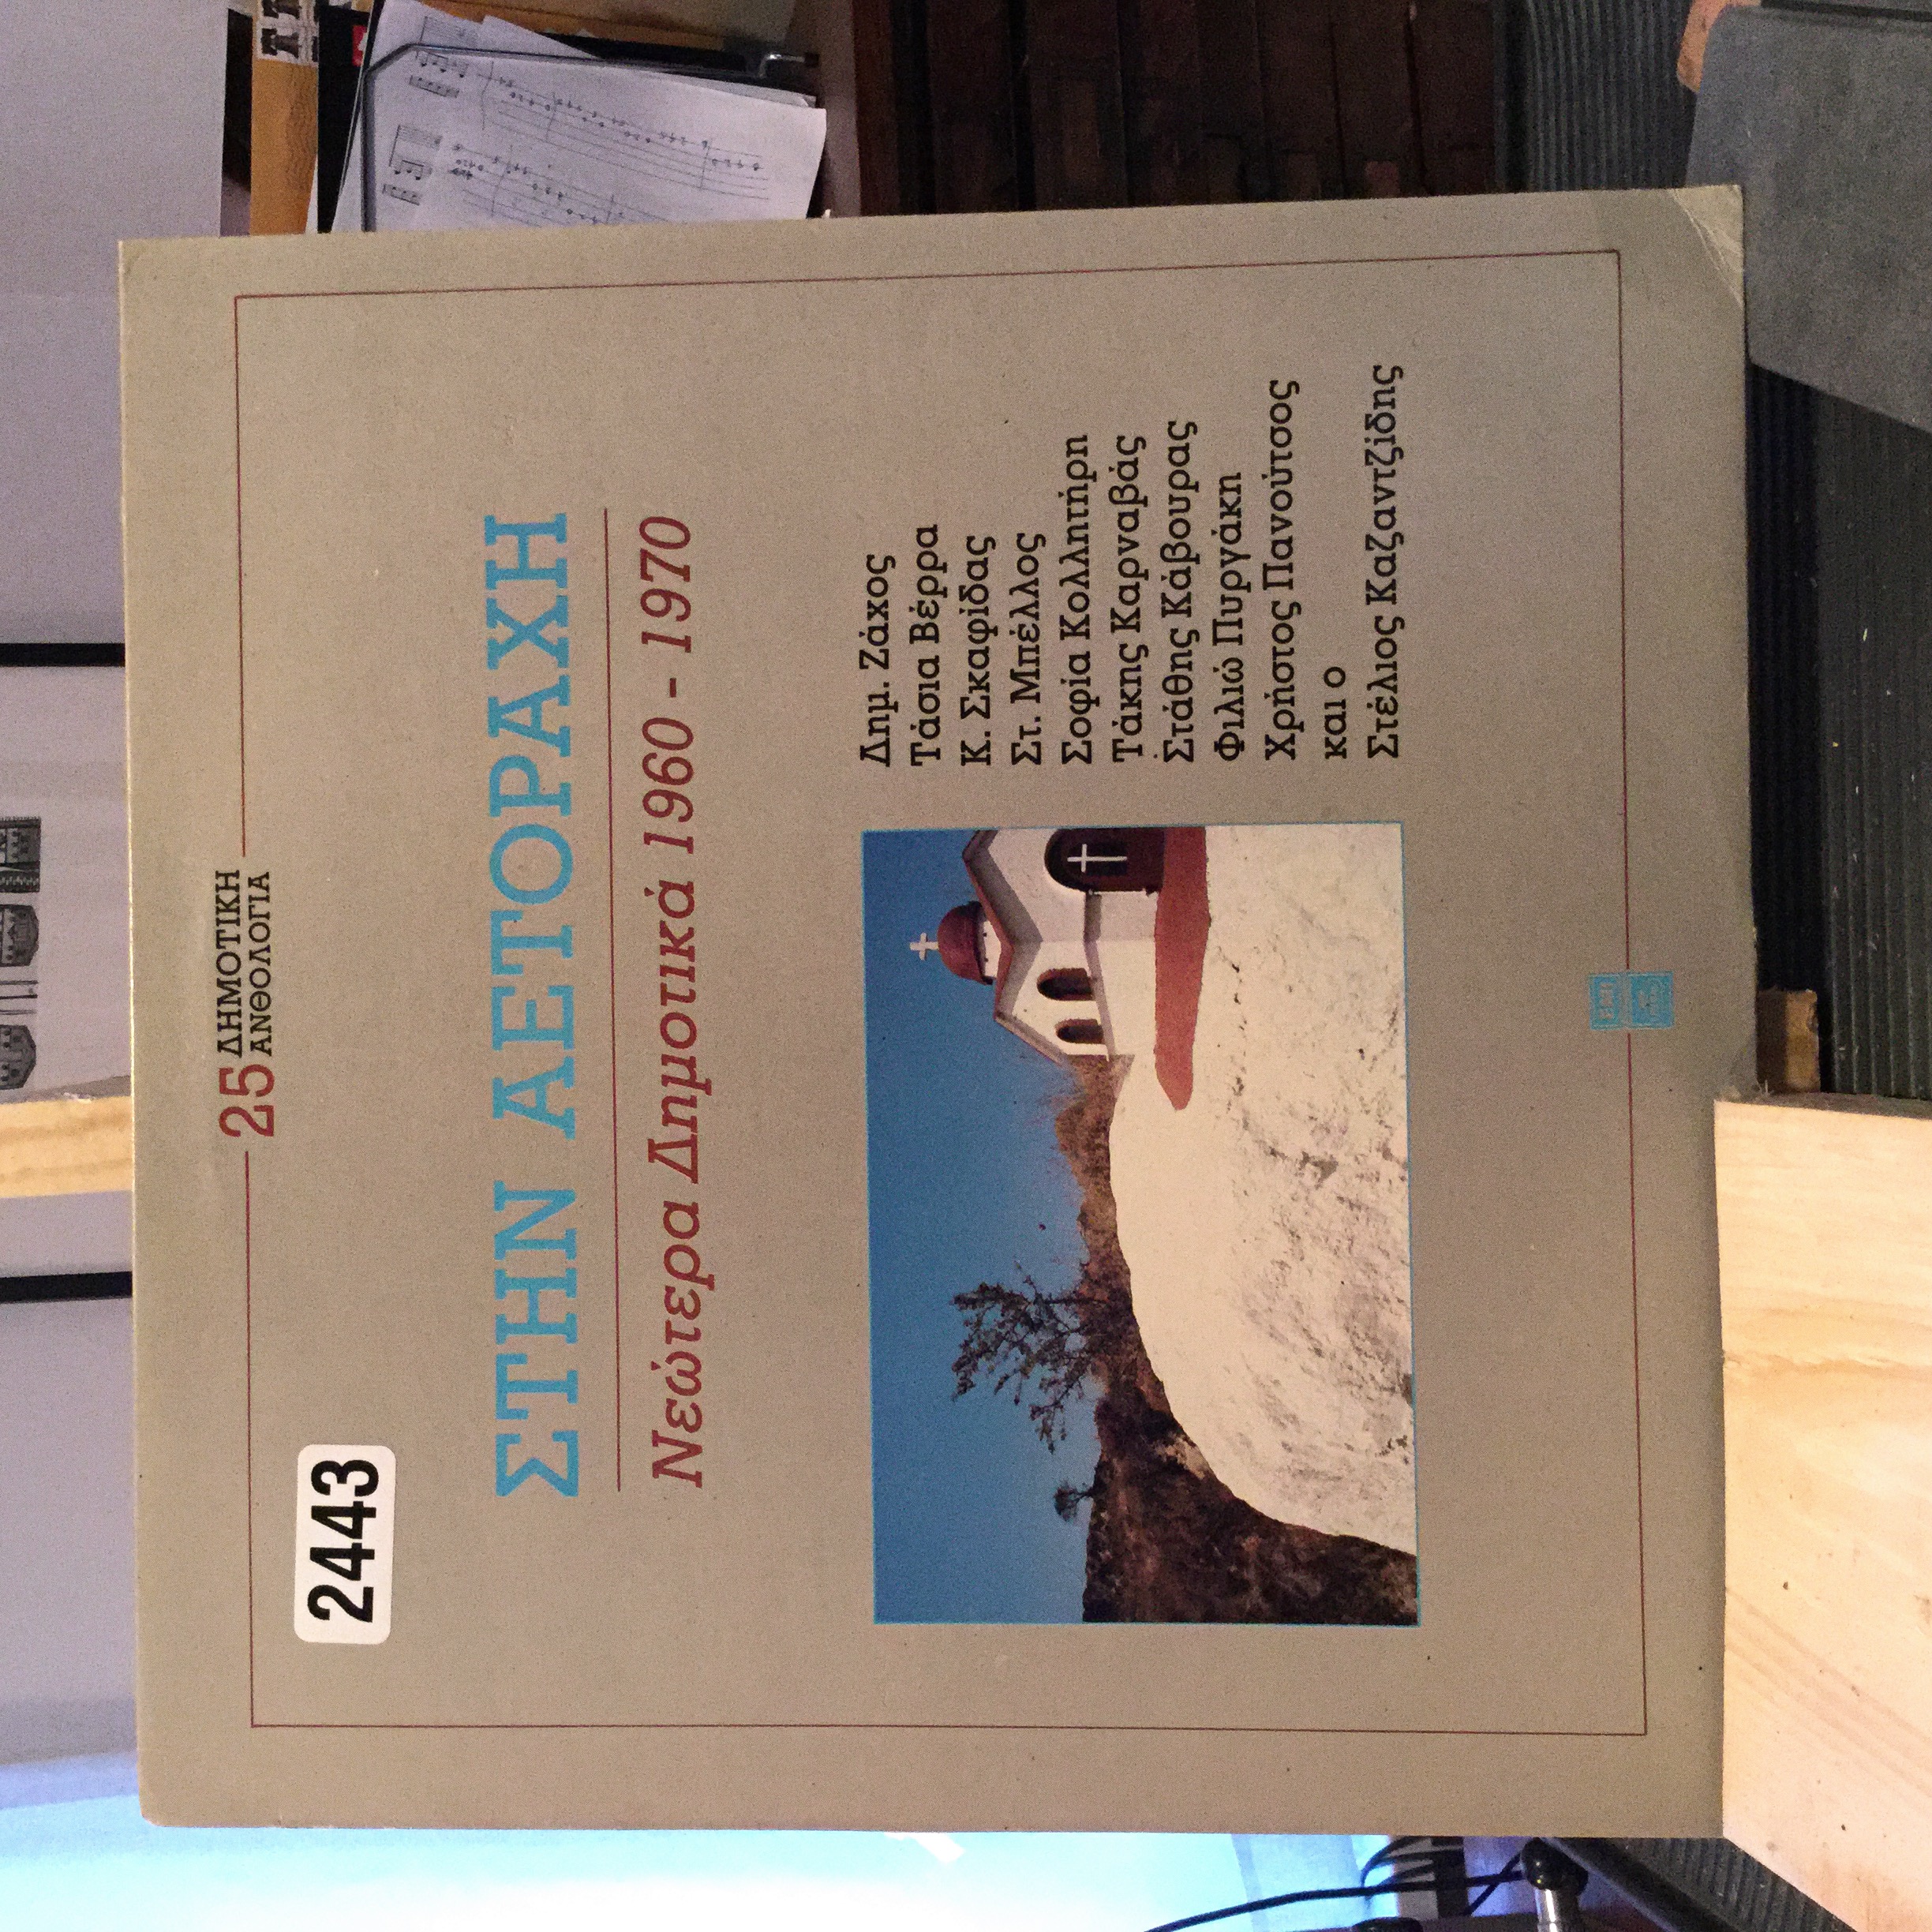 25 ΔΗΜΟΤΙΚΗ
ΑΝΘΟΛΟΓΙΑ
2443
ΣΤΗΝ ΑΕΤΟΡΑΧΗ
Νεώτερα Δημοτικά 1960 - 1970
Δημ. Ζάχος
Τάσια Βέρρα
Κ. Σκαφίδας
Στ. Μπέλλος
Σοφία Κολλητήρη
Τάκης Καρναβάς
Στάθης Κάβουρας
Φιλιώ Πυργάκη
Χρήστος Πανούτσος
και ο
Στέλιος Καζαντζίδης
EMI